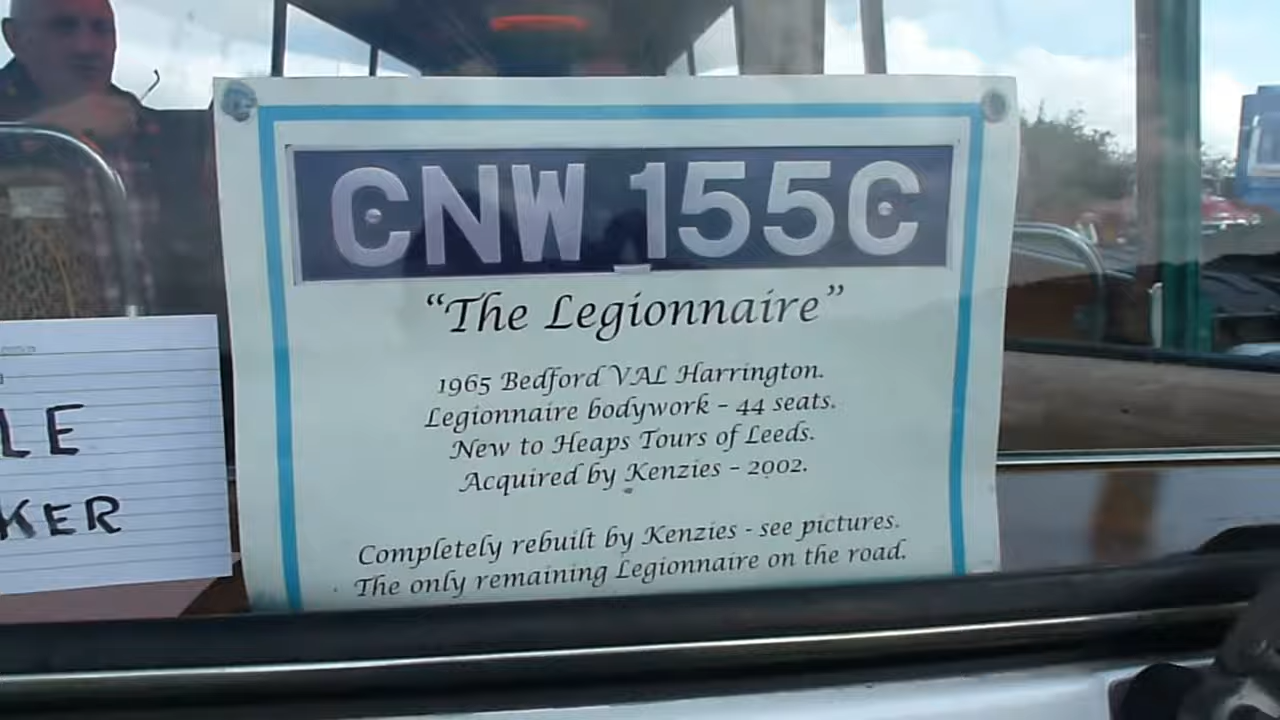 CNW 155C
“The Legionnaire”
1965 Bedford VAL Harrington.
Legionnaire bodywork – 44 seats.
New to Heaps Tours of Leeds.
Acquired by Kenzies – 2002.
Completely rebuilt by Kenzies - see pictures.
The only remaining Legionnaire on the road.
LE
KER